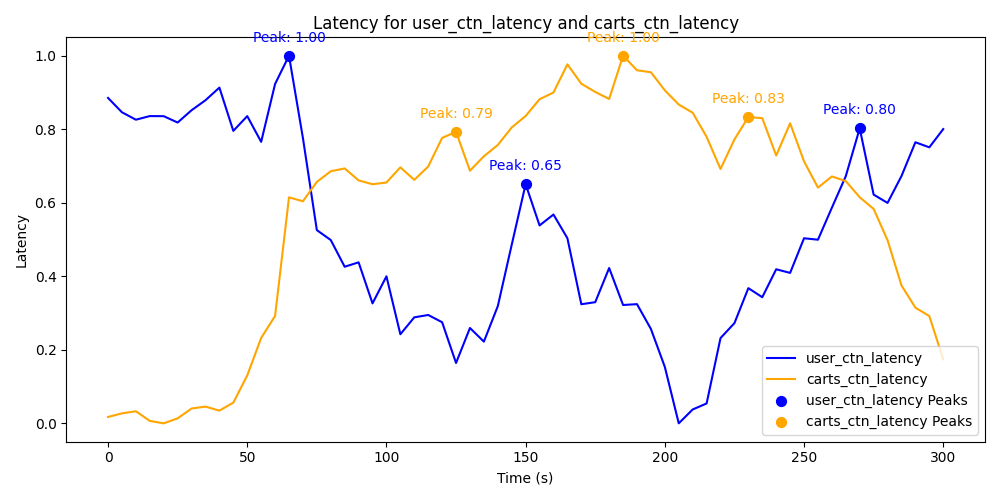 Latency for user_ctn_latency and carts_ctn_latency
Peak: 1.00
Peak: 1.00
Peak: 0.83
Peak: 0.80
Peak: 0.79
Peak: 0.65
Latency
1.0
0.8
0.6
0.4
0.2
0.0
user_ctn_latency
carts_ctn_latency
user_ctn_latency Peaks
carts_ctn_latency Peaks
0 50 100 150 200 250 300
Time (s)